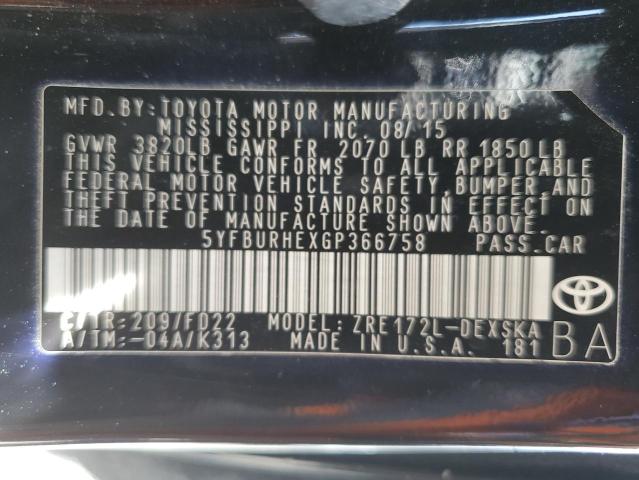 MFD.BY:TOYOTA MOTOR MANUFACTURING
MISSISSIPPI INC. 08/15
GVWR 3820LB GAWR FR 2070 LB RR 1850LB
THIS VEHICLE CONFORMS TO ALL APPLICABLE
FEDERAL MOTOR VEHICLE SAFETY, BUMPER, AND
THEFT PREVENTION STANDARDS IN EFFECT ON
THE DATE OF MANUFACTURE SHOWN ABOVE.
5YFBURHEXGP366758 PASS.CAR
C/TR:209/FD22 MODEL: ZRE172L-DEXSKA
A/TM:-04A/K313 MADE IN U.S.A. 181
BA